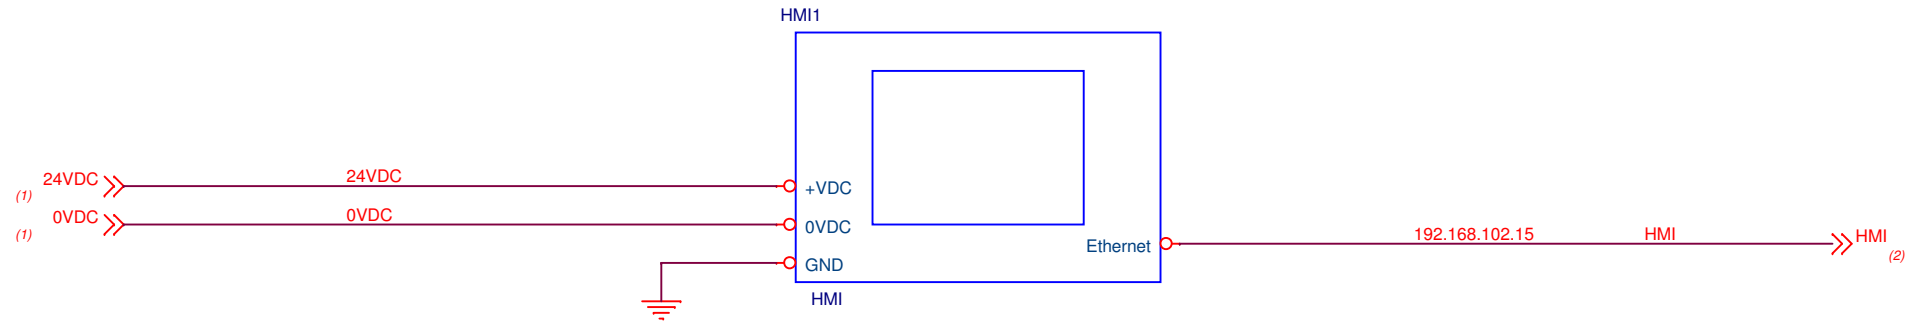 HMI1
24VDC 24VDC
(1)
+VDC
0VDC 0VDC
(1)
0VDC
192.168.102.15 HMI HMI
Ethernet
(2)
GND
HMI